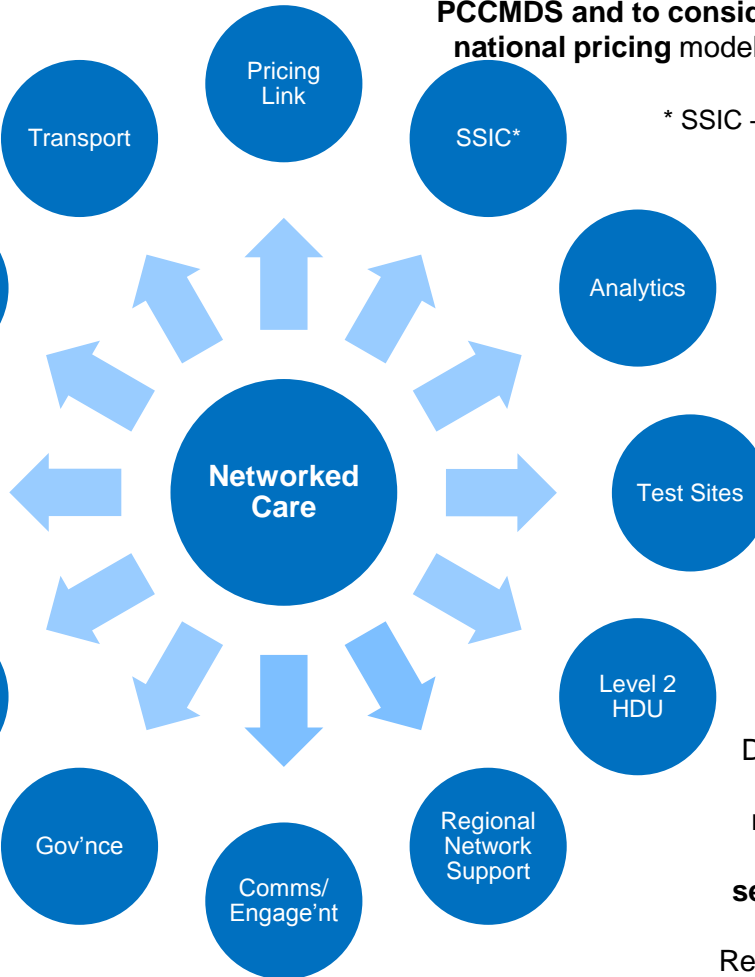 PCCMDS and to consid
national pricing model
* SSIC -
Pricing
Link
Transport
SSIC*
Analytics
Networked
Care
Test Sites
Level 2
HDU
D
Regional
Network
Support
Gov'nce
Comms/
Engage'nt
se
Re